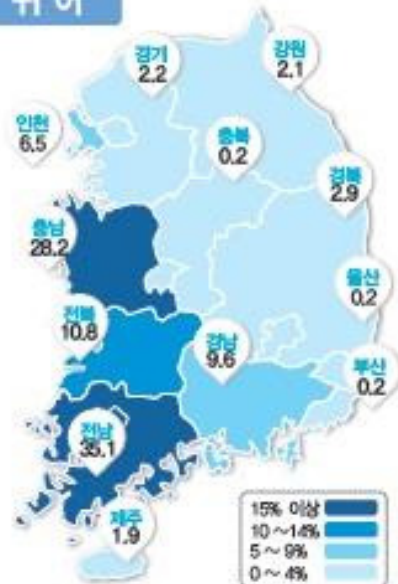 귀어
경기
2.2
강원
2.1
인천
6.5
충북
0.2
경북
2.9
충남
28.2
울산
0.2
전북
10.8
경남
9.6
부산
0.2
전남
35.1
제주
1.9
15% 이상
10 ~14%
5 ~ 9%
0 ~ 4%